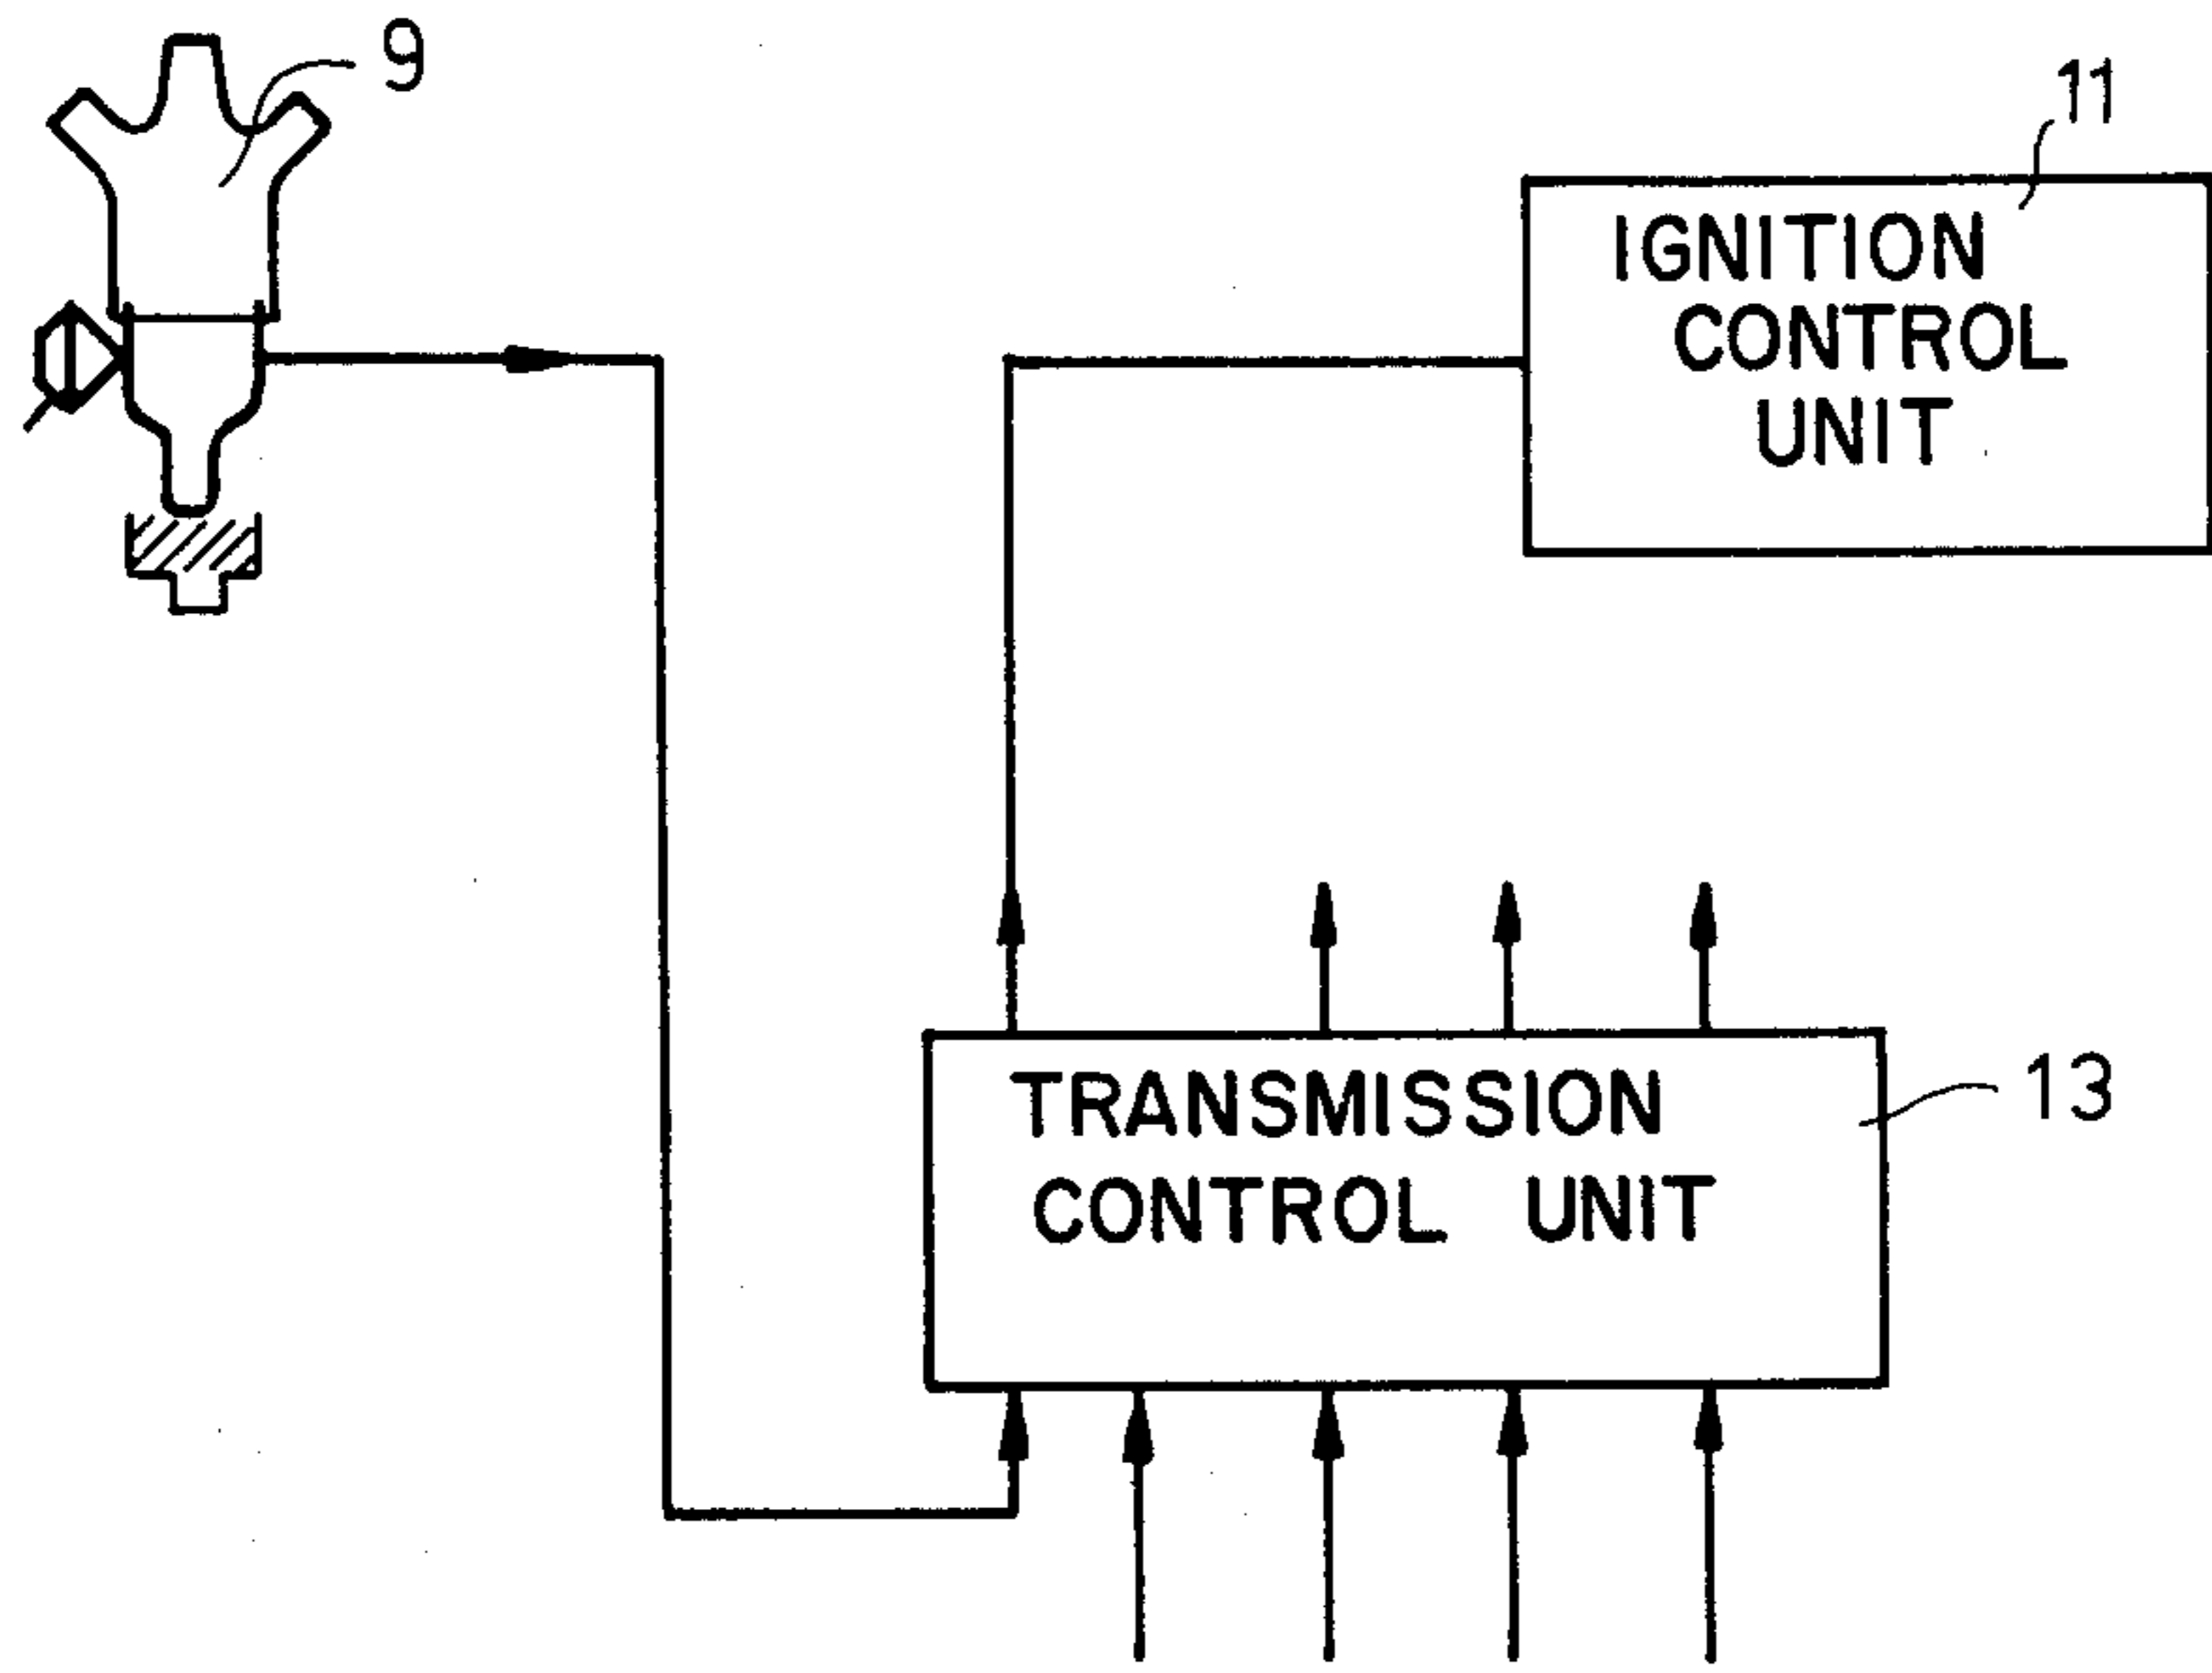 9
11
IGNITION
CONTROL
UNIT
TRANSMISSION
CONTROL UNIT
13